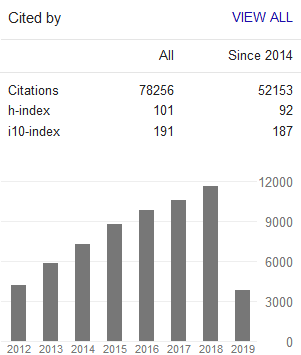 Cited by VIEW ALL
All Since 2014
Citations 78256 52153
h-index 101 92
i10-index 191 187
12000
9000
6000
3000
0
2012 2013 2014 2015 2016 2017 2018 2019